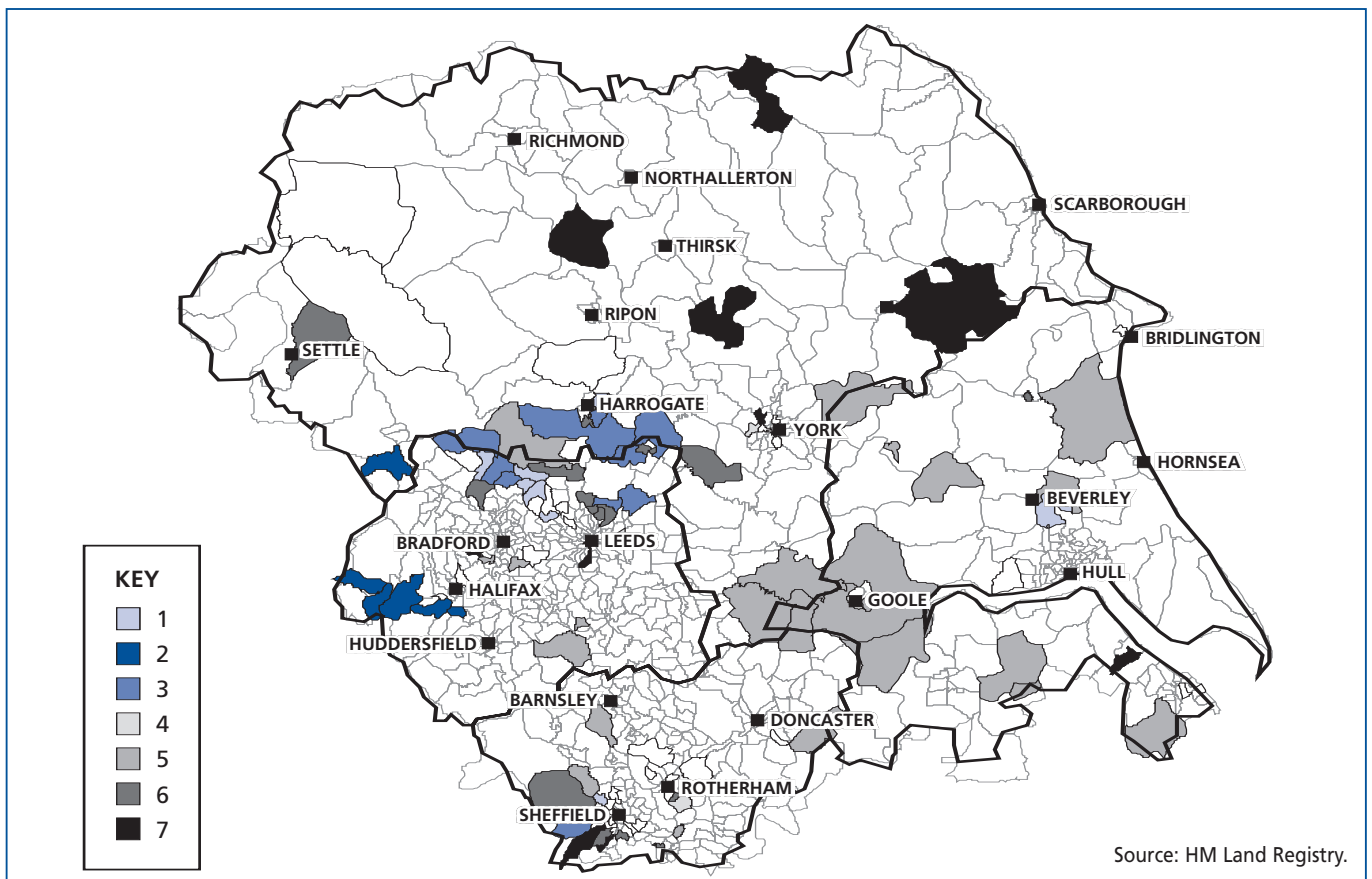 RICHMOND
NORTHALLERTON
SCARBOROUGH
THIRSK
RIPON
BRIDLINGTON
SETTLE
HARROGATE
YORK
HORNSEA
BEVERLEY
BRADFORD
LEEDS
HULL
HALIFAX
GOOLE
HUDDERSFIELD
BARNSLEY
DONCASTER
ROTHERHAM
SHEFFIELD
KEY
1
2
3
4
5
6
7
Source: HM Land Registry.